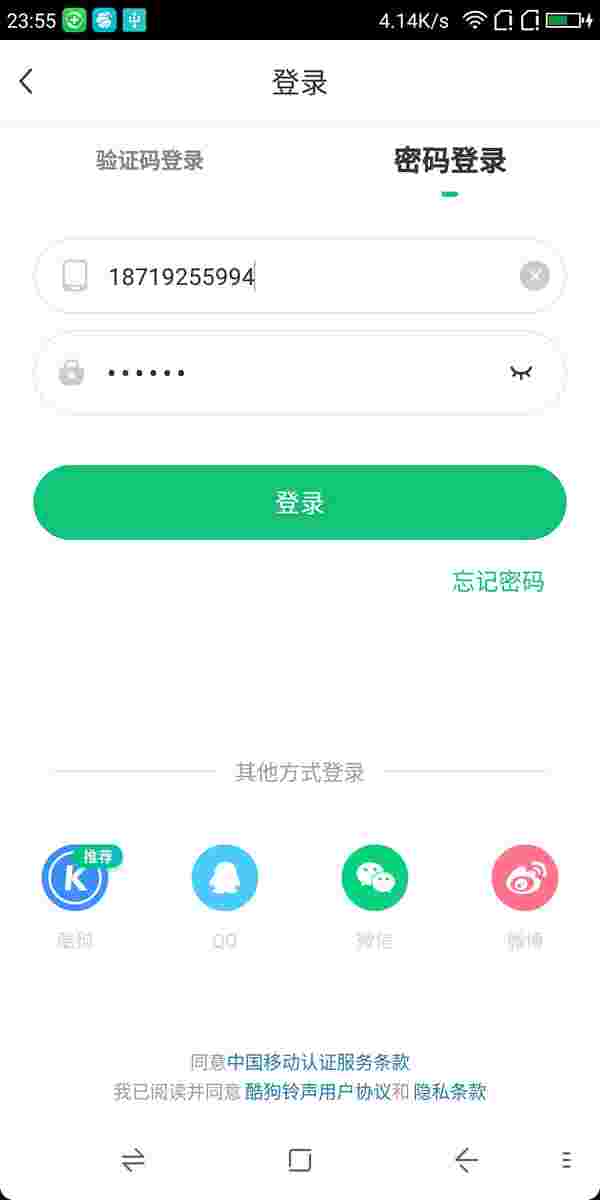 23:55
4.14K/s
登录
验证码登录
密码登录
18719255994
登录
忘记密码
其他方式登录
推荐
K
酷狗
QQ
微信
微博
同意中国移动认证服务条款
我已阅读并同意 酷狗铃声用户协议和 隐私条款